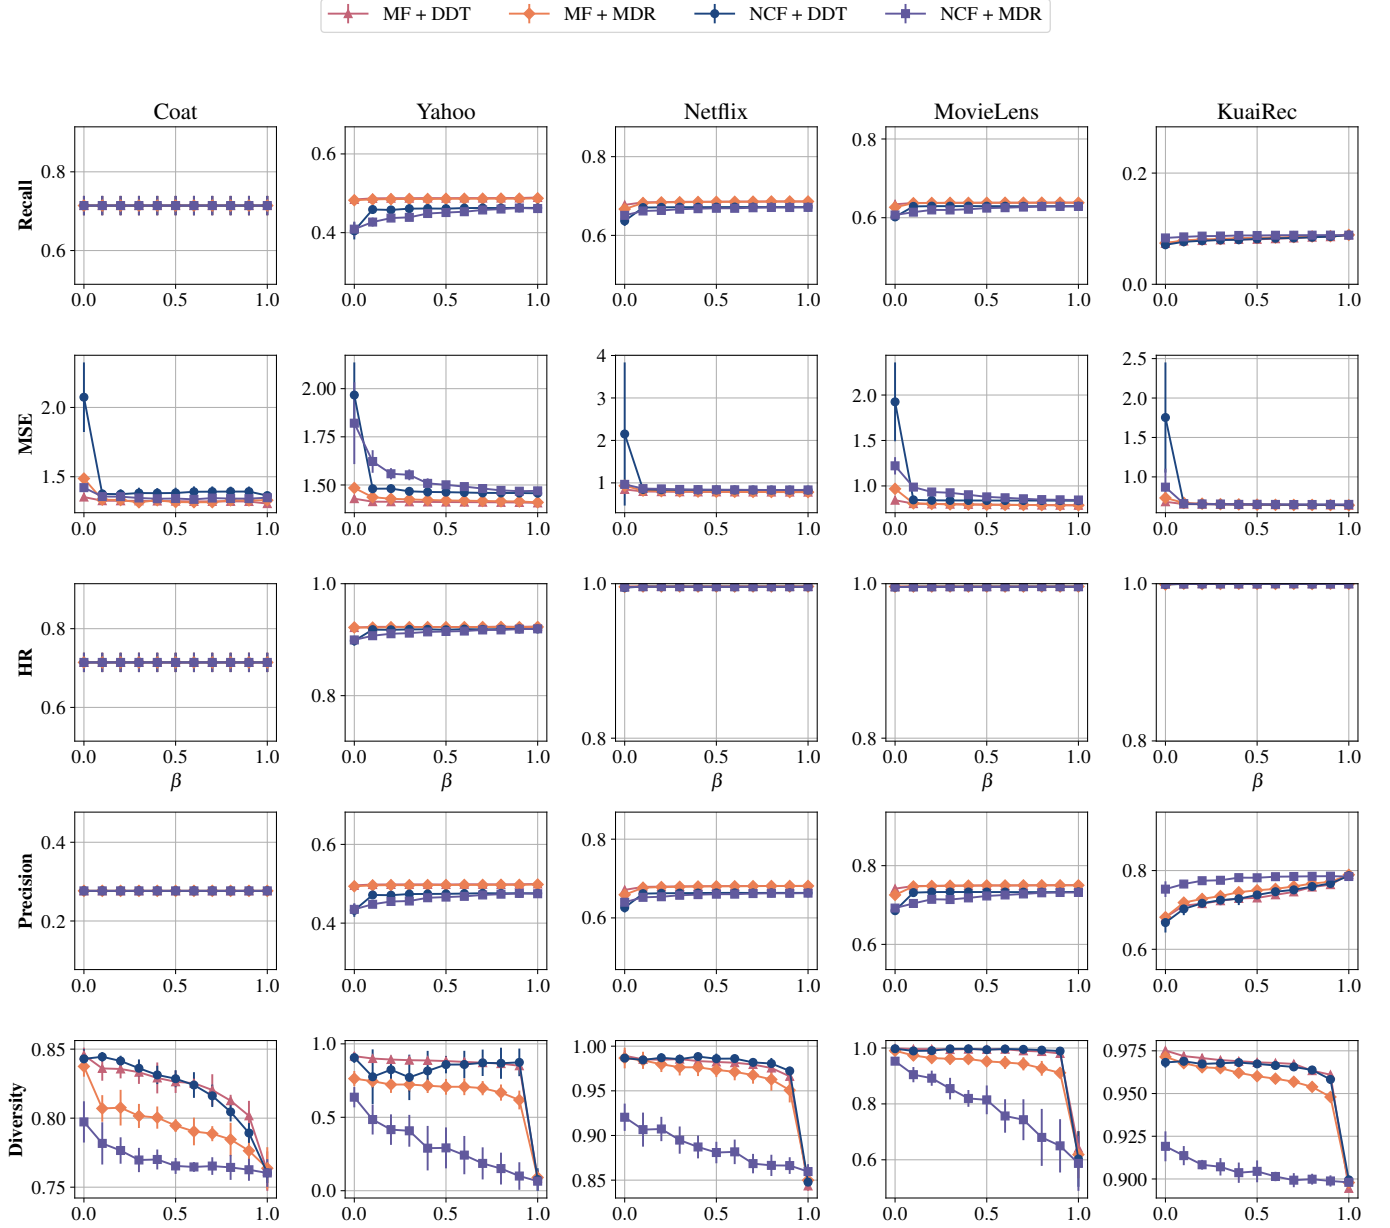 MF + DDT MF + MDR NCF + DDT NCF + MDR
Coat Yahoo Netflix MovieLens KuaiRec
Recall
0.8 0.6
0.0 0.5 1.0
0.6 0.4
0.0 0.5 1.0
0.8 0.6
0.0 0.5 1.0
0.8 0.6
0.0 0.5 1.0
0.2 0.0
0.0 0.5 1.0
MSE
2.0 1.5
0.0 0.5 1.0
2.00 1.75 1.50
0.0 0.5 1.0
4 3 2 1
0.0 0.5 1.0
2.0 1.5 1.0
0.0 0.5 1.0
2.5 2.0 1.5 1.0
0.0 0.5 1.0
HR
0.8 0.6
0.0 0.5 1.0
β
1.0 0.8
0.0 0.5 1.0
β
1.0 0.8
0.0 0.5 1.0
β
1.0 0.8
0.0 0.5 1.0
β
1.0 0.8
0.0 0.5 1.0
β
Precision
0.4 0.2
0.0 0.5 1.0
0.6 0.4
0.0 0.5 1.0
0.8 0.6
0.0 0.5 1.0
0.8 0.6
0.0 0.5 1.0
0.8 0.6
0.0 0.5 1.0
Diversity
0.85 0.80 0.75
0.0 0.5 1.0
1.0 0.5 0.0
0.0 0.5 1.0
1.00 0.95 0.90 0.85
0.0 0.5 1.0
1.0 0.8 0.6
0.0 0.5 1.0
0.975 0.950 0.925 0.900
0.0 0.5 1.0